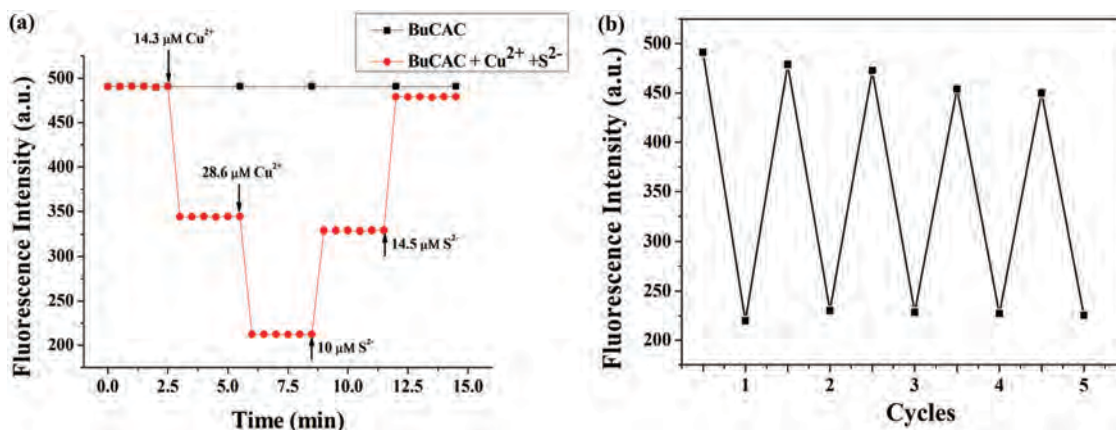 (a)
14.3 μM Cu²⁺
BuCAC
BuCAC + Cu²⁺ +S²⁻
28.6 μM Cu²⁺
14.5 μM S²⁻
10 μM S²⁻
Fluorescence Intensity (a.u.)
500
450
400
350
300
250
200
0.0 2.5 5.0 7.5 10.0 12.5 15.0
Time (min)
(b)
Fluorescence Intensity (a.u.)
500
450
400
350
300
250
200
1 2 3 4 5
Cycles